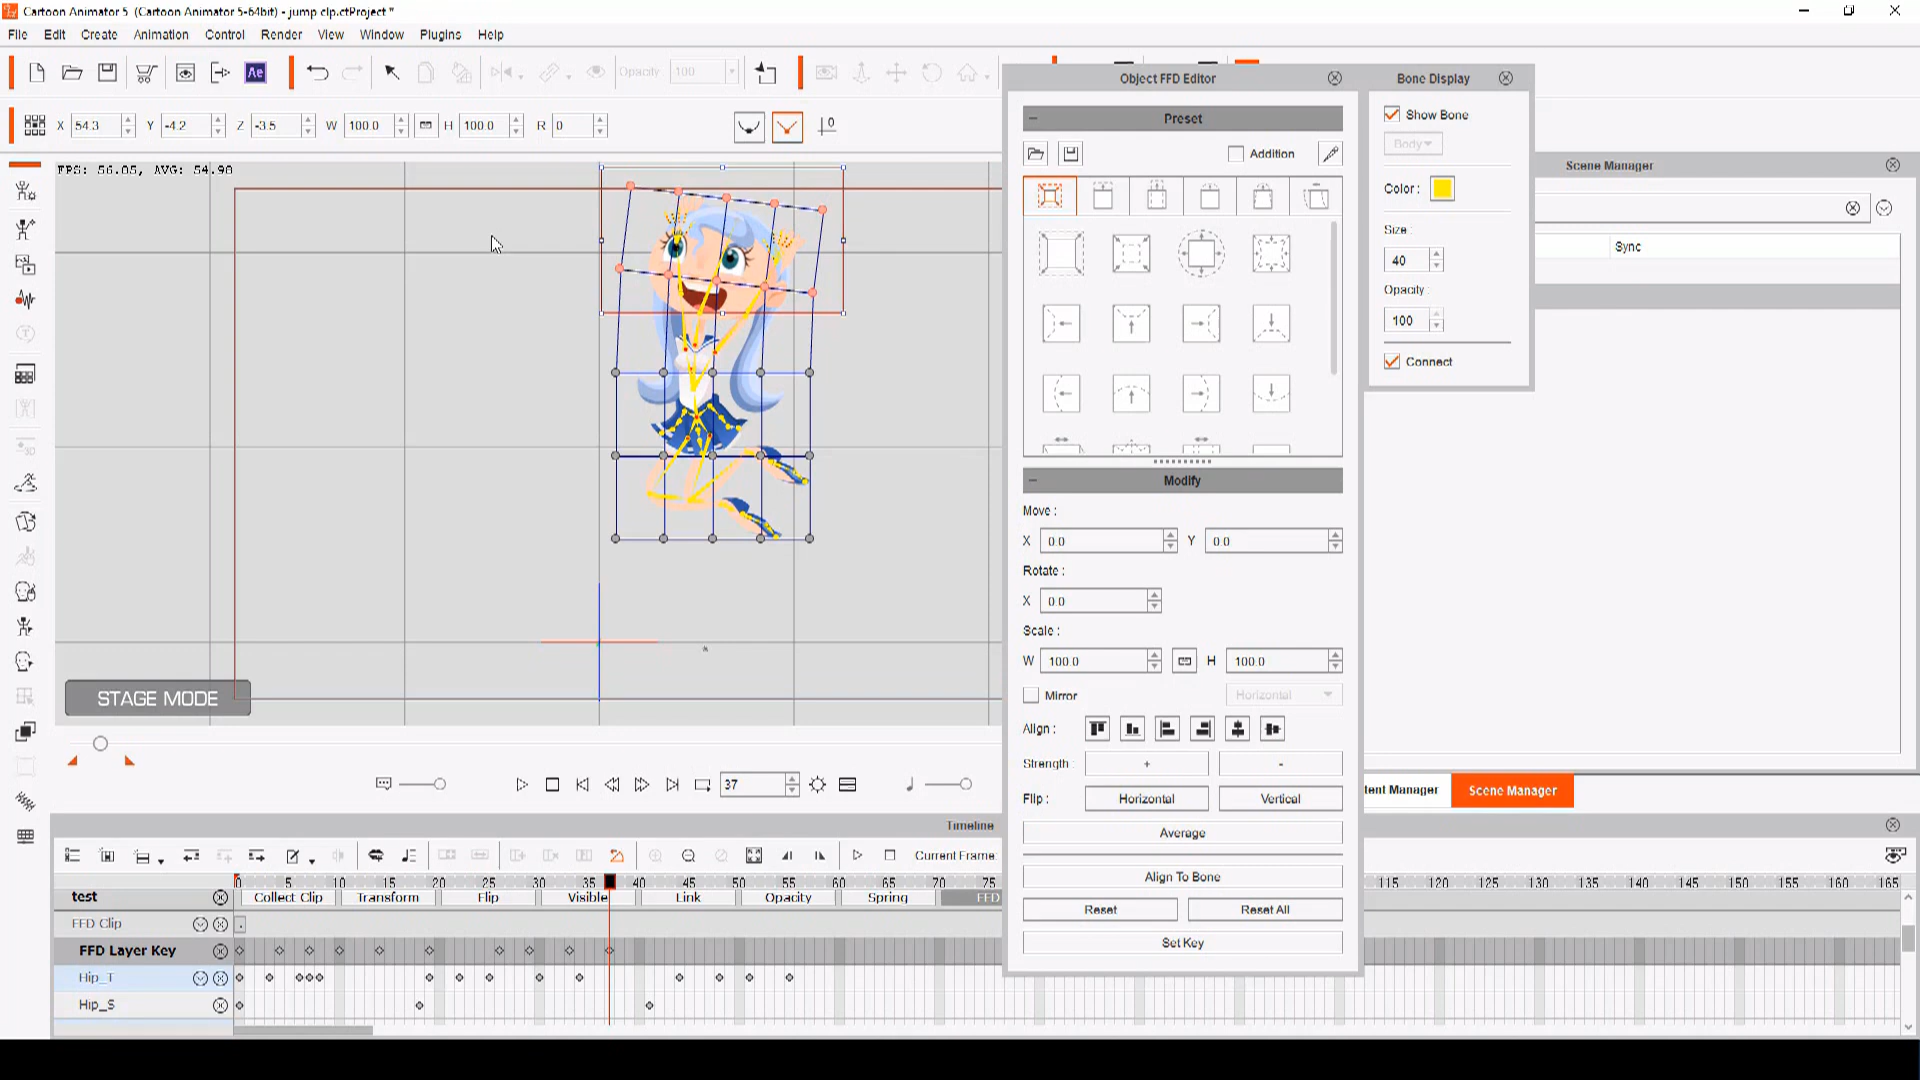 Cartoon Animator 5 (Cartoon Animator 5-64bit) - jump clp.ctProject *
File Edit Create Animation Control Render View Window Plugins Help
Ae Opacity 100
X 54.3 Y -4.2 Z -3.5 W 100.0 H 100.0 R 0
FPS: 56.05, AVG: 54.98
STAGE MODE
Object FFD Editor
Preset
Addition
Modify
Move :
X 0.0 Y 0.0
Rotate :
X 0.0
Scale :
W 100.0 H 100.0
Mirror Horizontal
Align :
Strength + -
Flip : Horizontal Vertical
Average
Align To Bone
Reset Reset All
Set Key
Bone Display
Show Bone
Body
Color :
Size :
40
Opacity :
100
Connect
Scene Manager
Sync
tent Manager Scene Manager
37
Timeline
Current Frame:
0 5 10 15 20 25 30 40 45 50 55 60 65 70 75 115 120 125 130 135 140 145 150 155 160 165
test Collect Clip Transform Flip Visible Link Opacity Spring FFD
FFD Clip
FFD Layer Key
Hip_T
Hip_S